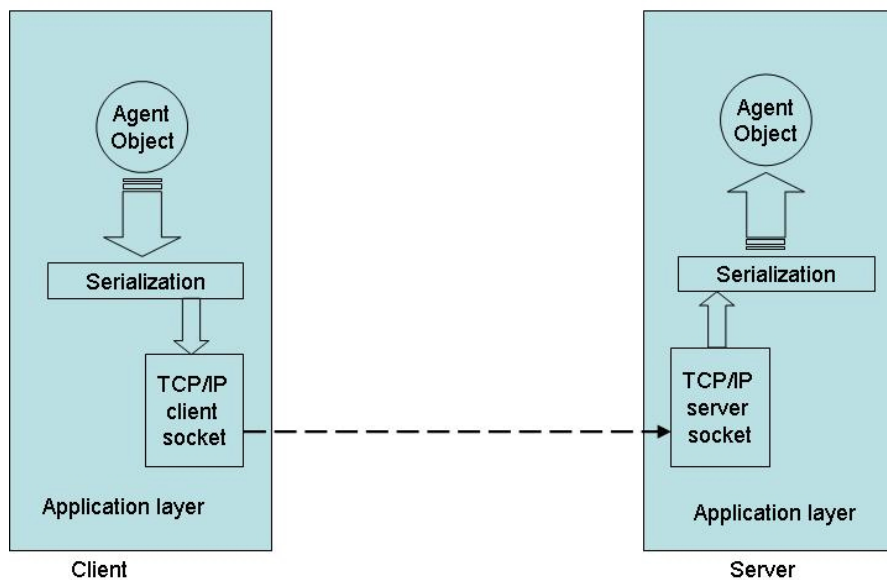 Agent
Object
Serialization
TCP/IP
client
socket
Application layer
Client
Agent
Object
Serialization
TCP/IP
server
socket
Application layer
Server